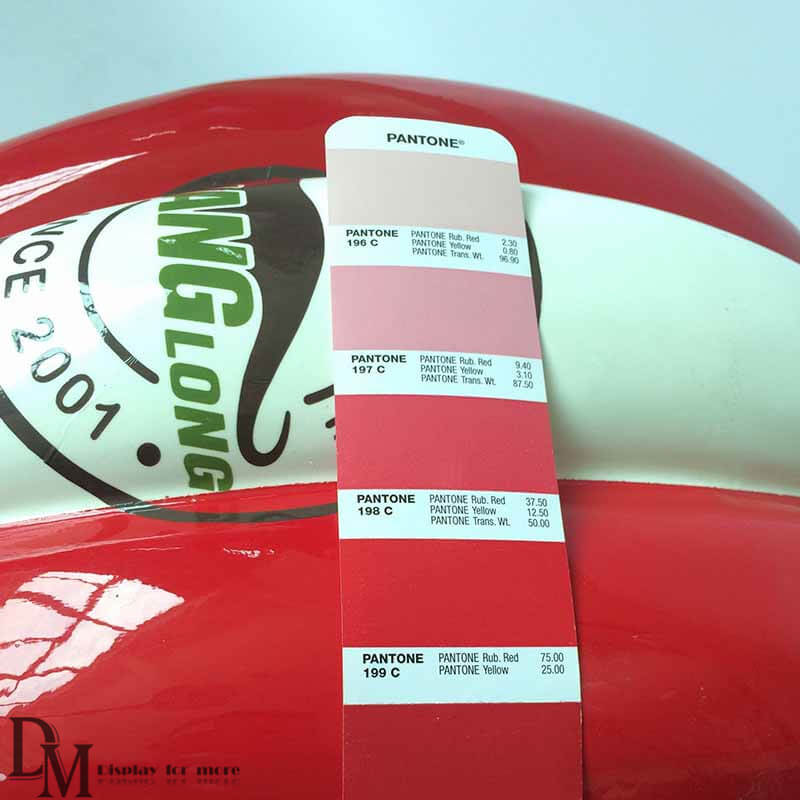 PANTONE®
PANTONE 196 C
PANTONE Rub. Red 2.30
PANTONE Yellow 0.80
PANTONE Trans. Wt. 96.90
PANTONE 197 C
PANTONE Rub. Red 9.40
PANTONE Yellow 3.10
PANTONE Trans. Wt. 87.50
PANTONE 198 C
PANTONE Rub. Red 37.50
PANTONE Yellow 12.50
PANTONE Trans. Wt. 50.00
PANTONE 199 C
PANTONE Rub. Red 75.00
PANTONE Yellow 25.00
ANGLONG
NCE 2001
DM Display for more